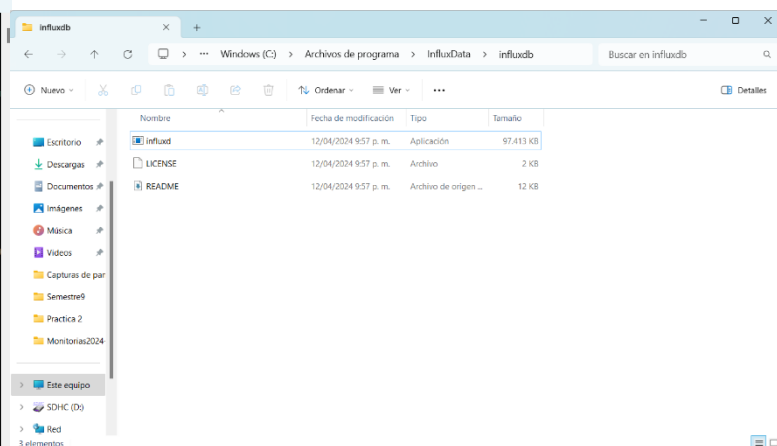 influxdb
Windows (C:) Archivos de programa InfluxData influxdb Buscar en influxdb
Nuevo Ordenar Ver Detalles
Nombre Fecha de modificación Tipo Tamaño
influxd 12/04/2024 9:57 p. m. Aplicación 97.413 KB
LICENSE 12/04/2024 9:57 p. m. Archivo 2 KB
README 12/04/2024 9:57 p. m. Archivo de origen ... 12 KB
Escritorio
Descargas
Documentos
Imágenes
Música
Videos
Capturas de par
Semestre9
Practica 2
Monitorias2024-
Este equipo
SDHC (D:)
Red
3 elementos